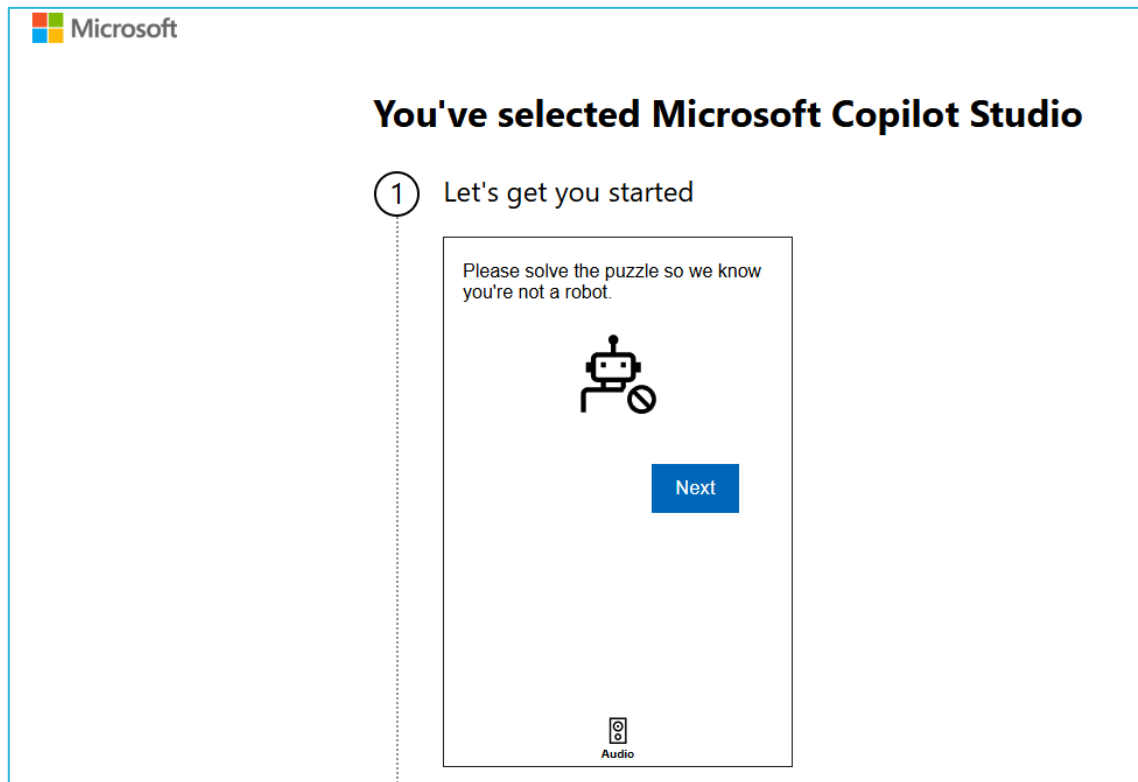 Microsoft
You've selected Microsoft Copilot Studio
1 Let's get you started
Please solve the puzzle so we know
you're not a robot.
Next
Audio